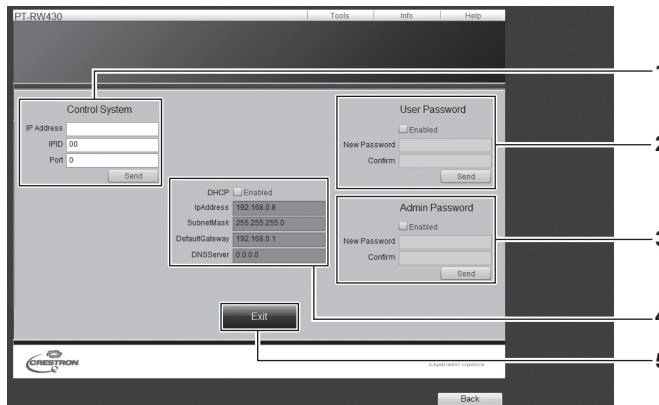 PT-RW430
Tools Info Help
1
Control System
IP Address
IPID 00
Port 0
Send
User Password
Enabled
New Password
Confirm
Send
2
DHCP Enabled
IpAddress 192.168.0.8
SubnetMask 255.255.255.0
DefaultGateway 192.168.0.1
DNSServer 0.0.0.0
Admin Password
Enabled
New Password
Confirm
Send
3
Exit
4
CRESTRON
Expansion Options
5
Back